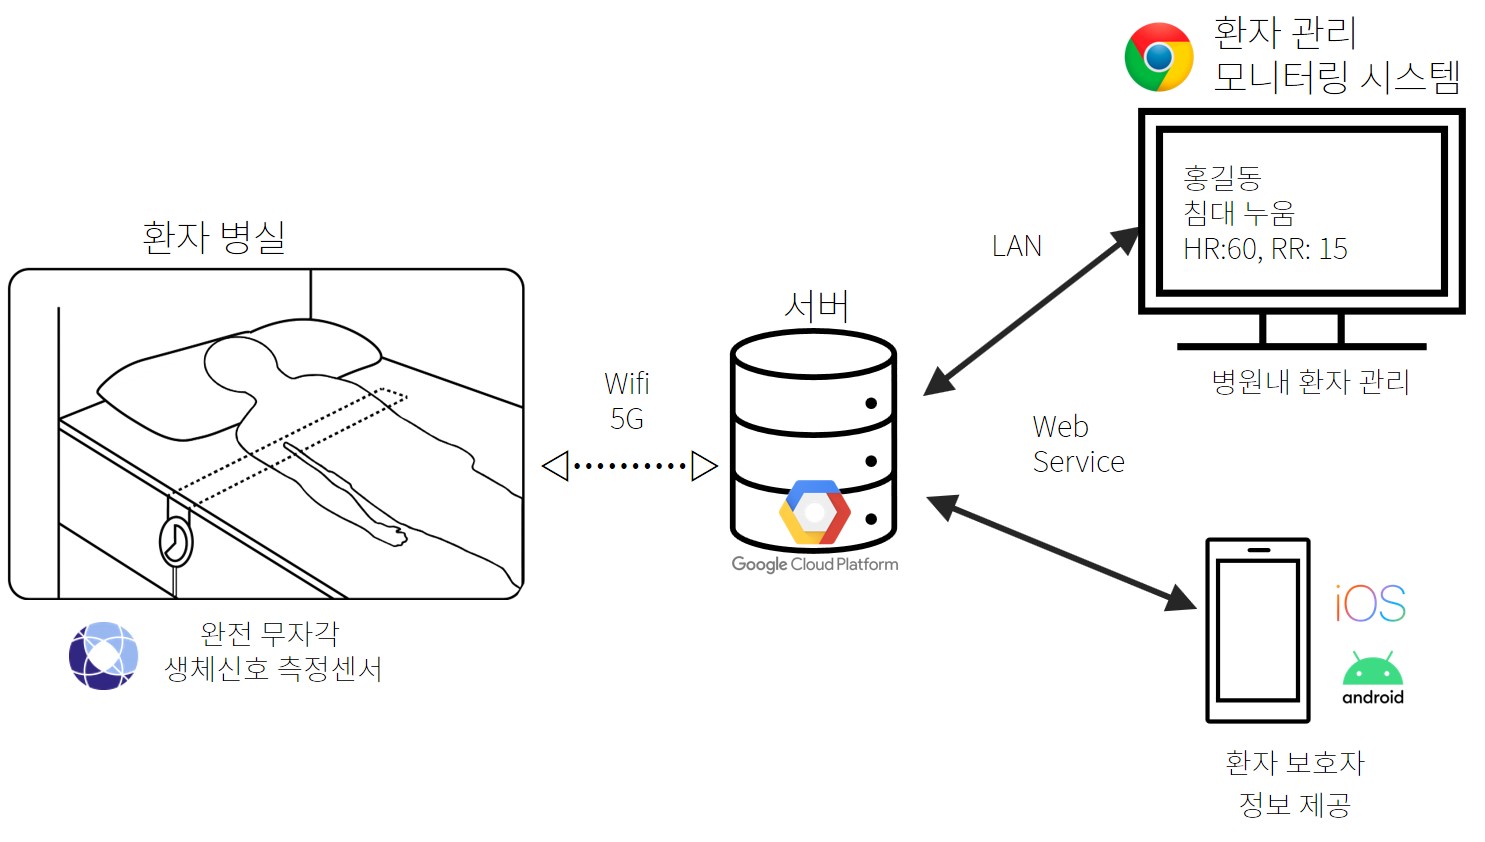 환자 관리
모니터링 시스템
홍길동
침대 누움
HR:60, RR: 15
병원내 환자 관리
환자 병실
완전 무자각
생체신호 측정센서
Wifi
5G
서버
Google Cloud Platform
LAN
Web
Service
iOS
android
환자 보호자
정보 제공